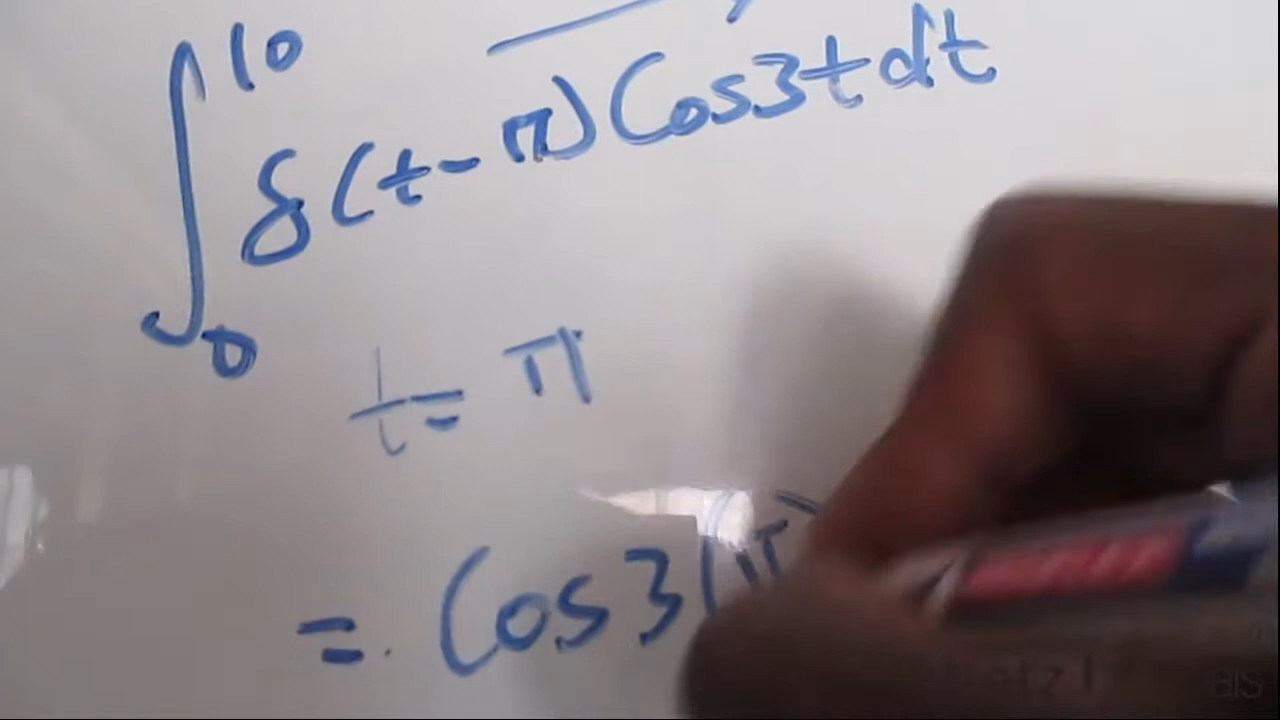 ∫₀¹⁰ δ(t-π) Cos3t dt
t = π
= Cos3(π)